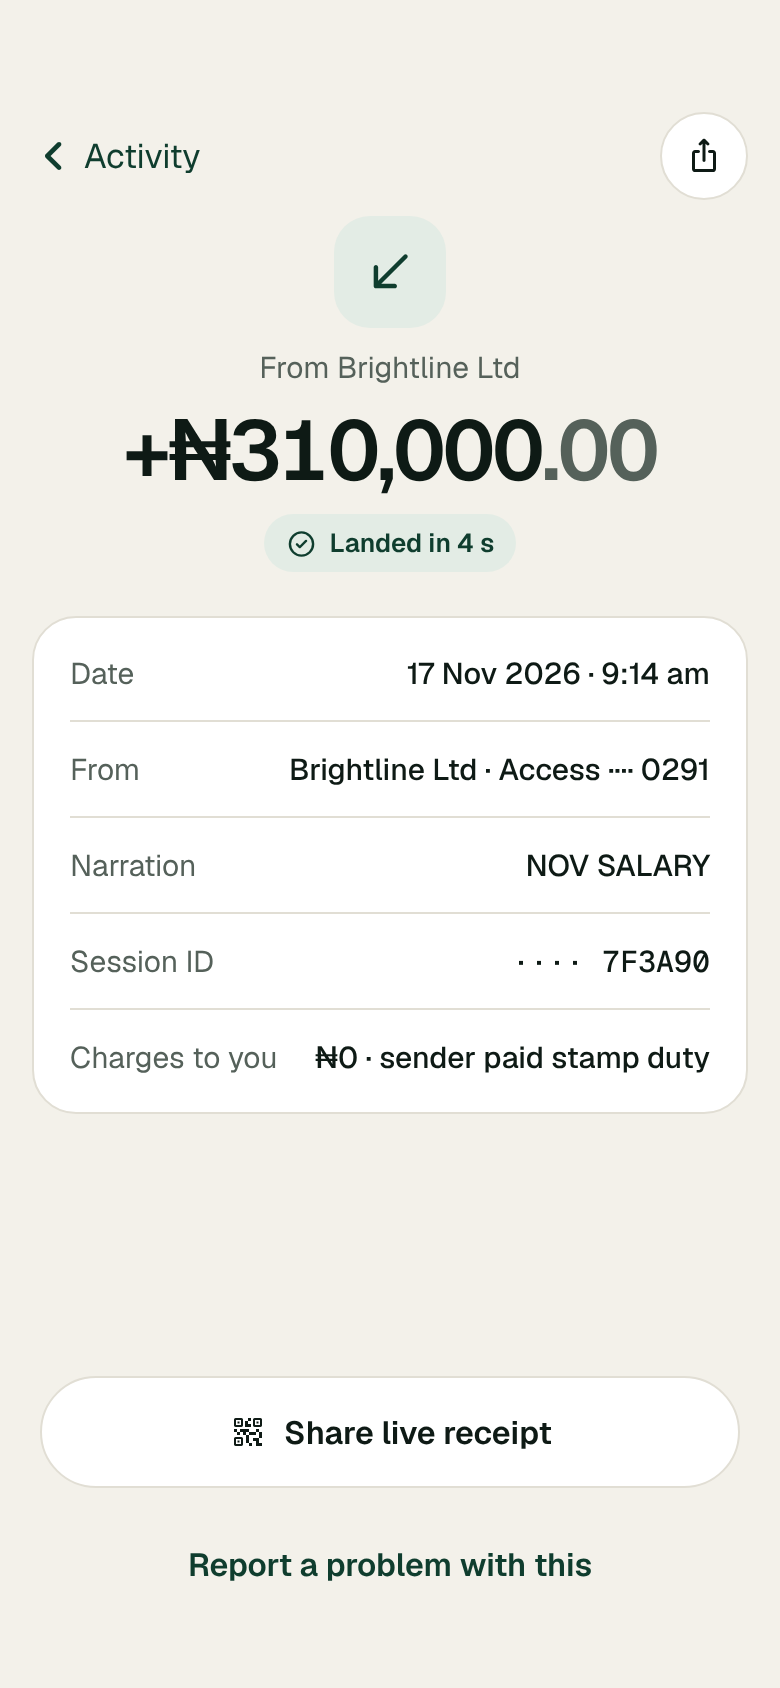 Activity
From Brightline Ltd
+₦310,000.00
Landed in 4 s
Date 17 Nov 2026 · 9:14 am
From Brightline Ltd · Access ···· 0291
Narration NOV SALARY
Session ID ···· 7F3A90
Charges to you ₦0 · sender paid stamp duty
Share live receipt
Report a problem with this